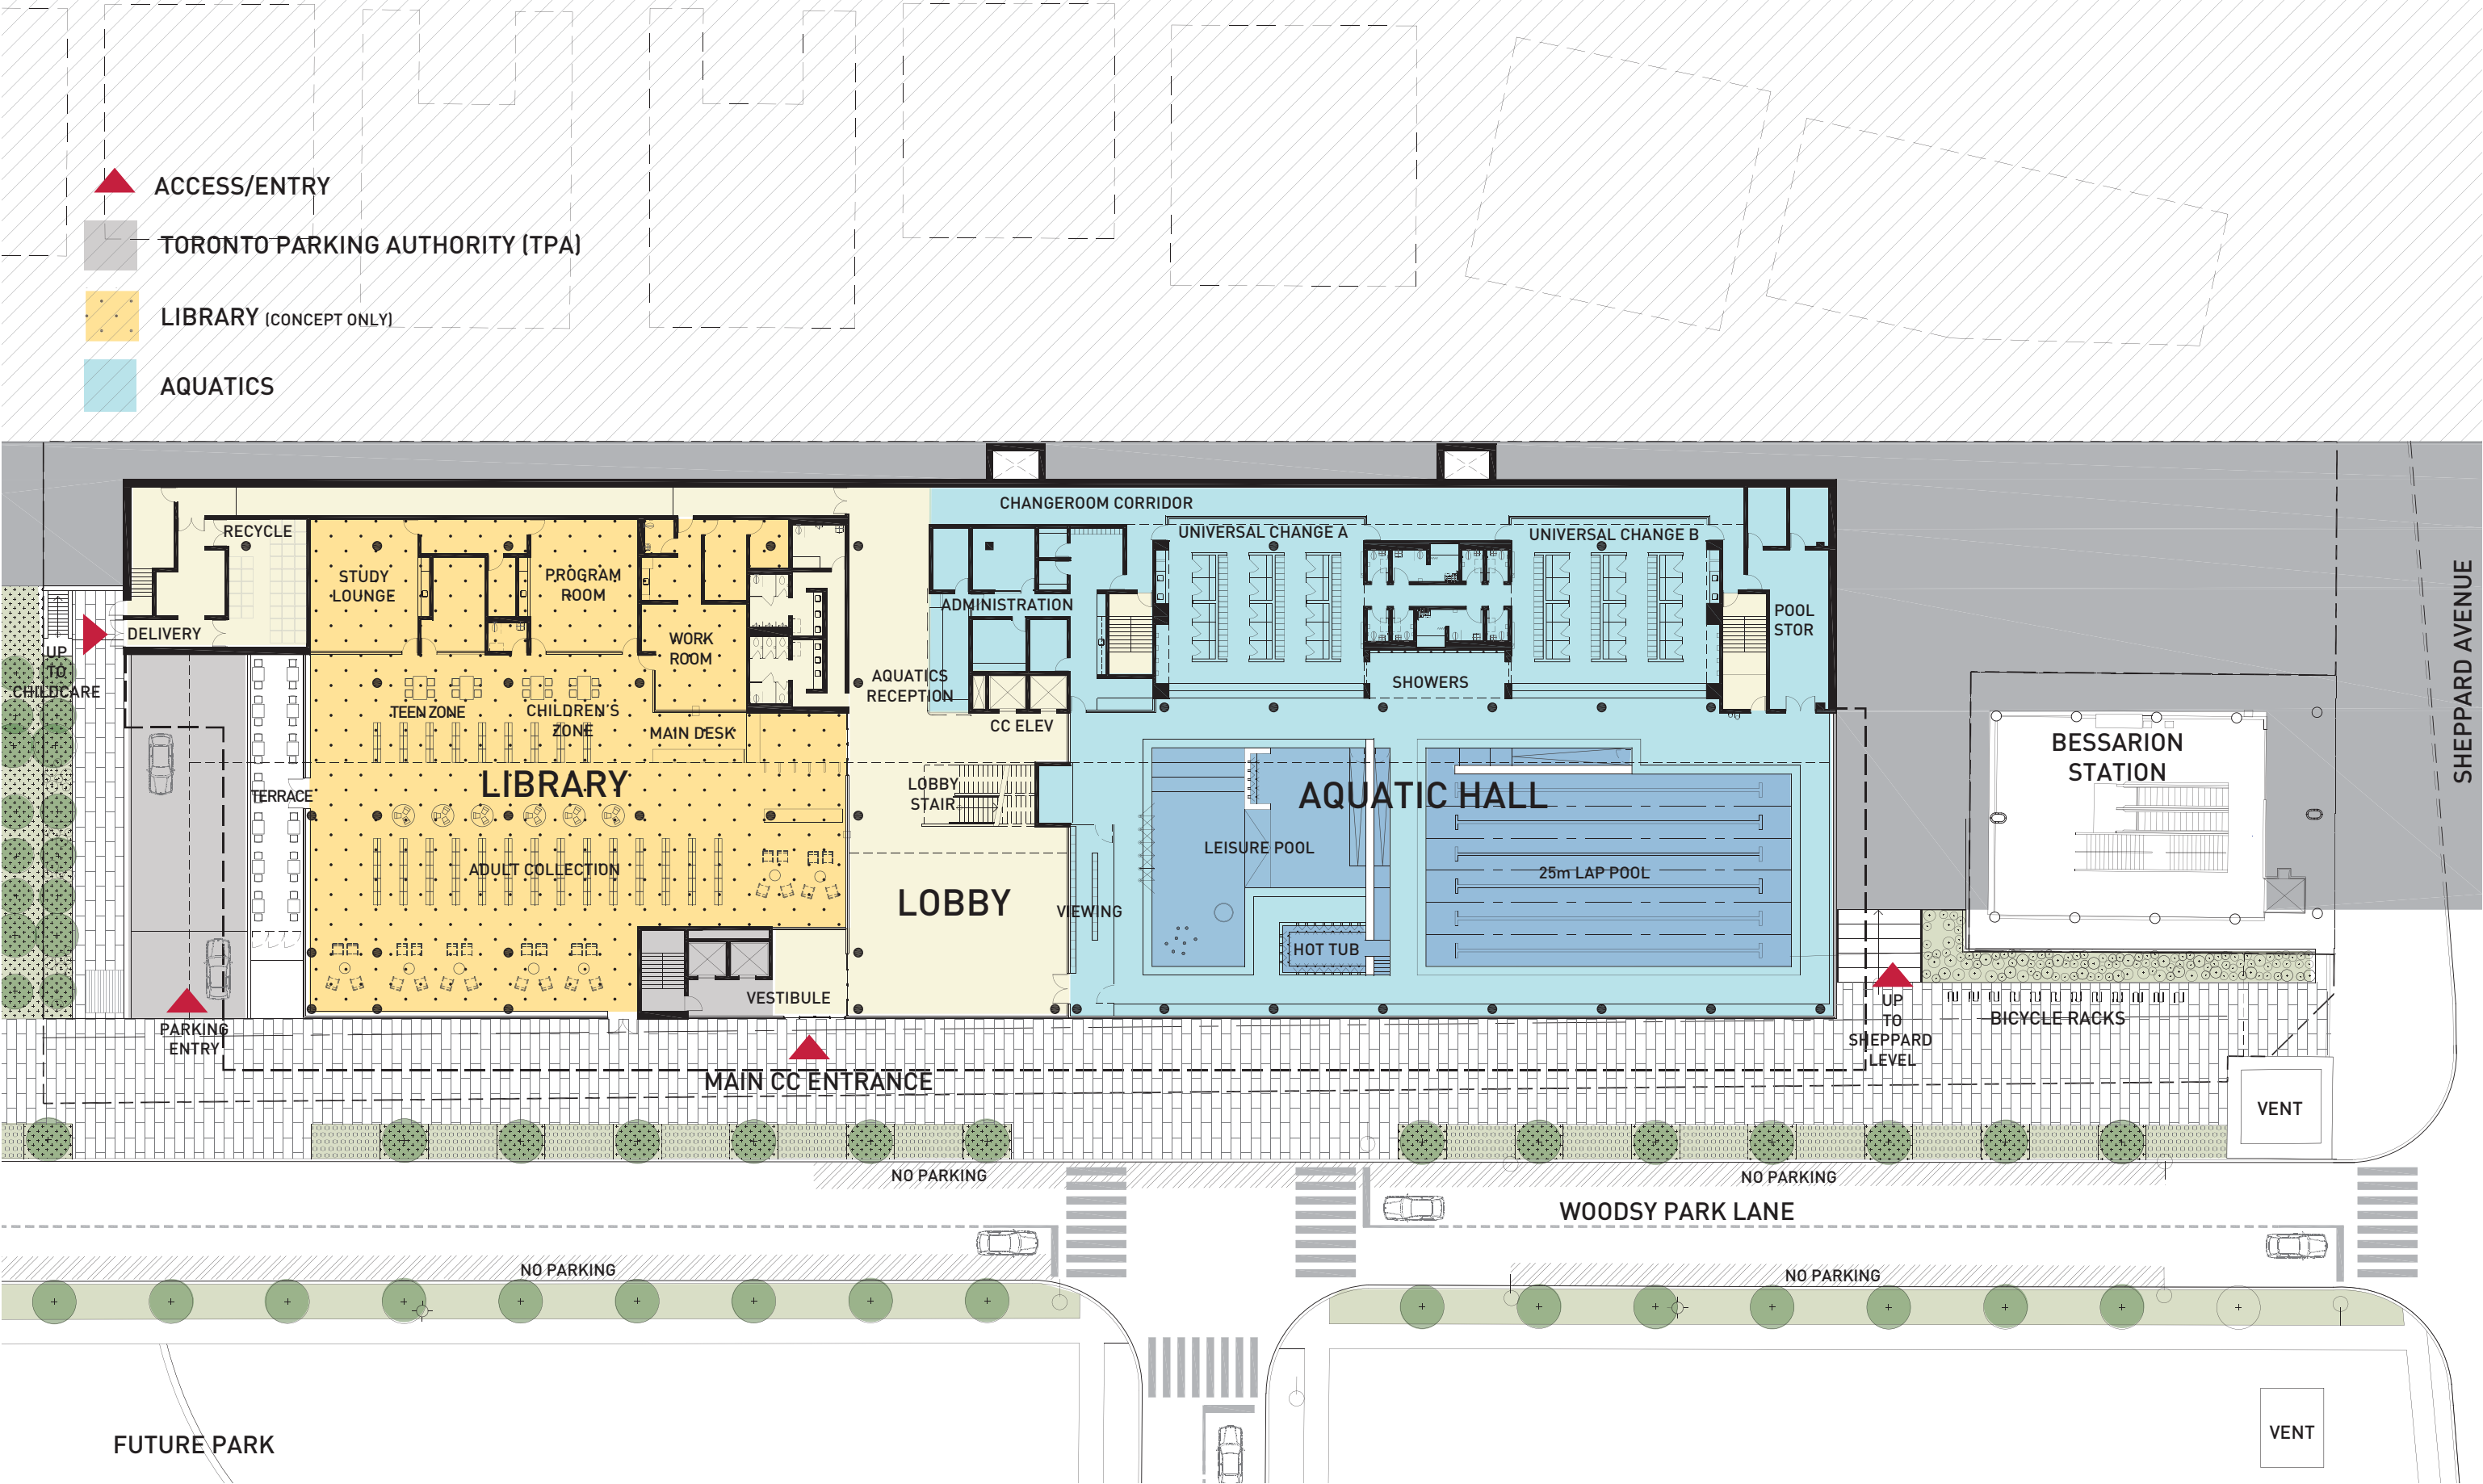 ACCESS/ENTRY
TORONTO PARKING AUTHORITY (TPA)
LIBRARY (CONCEPT ONLY)
AQUATICS
CHANGEROOM CORRIDOR
RECYCLE
UNIVERSAL CHANGE A
UNIVERSAL CHANGE B
STUDY
LOUNGE
PROGRAM
ROOM
ADMINISTRATION
POOL
STOR
DELIVERY
WORK
ROOM
UP
TO
CHILDCARE
AQUATICS
RECEPTION
SHOWERS
TEEN ZONE
CHILDREN'S
ZONE
MAIN DESK
CC ELEV
BESSARION
STATION
SHEPPARD AVENUE
LIBRARY
TERRACE
LOBBY
STAIR
AQUATIC HALL
LEISURE POOL
ADULT COLLECTION
25m LAP POOL
LOBBY
VIEWING
HOT TUB
VESTIBULE
PARKING
ENTRY
UP
TO
SHEPPARD
LEVEL
BICYCLE RACKS
MAIN CC ENTRANCE
VENT
NO PARKING
NO PARKING
WOODSY PARK LANE
NO PARKING
NO PARKING
FUTURE PARK
VENT